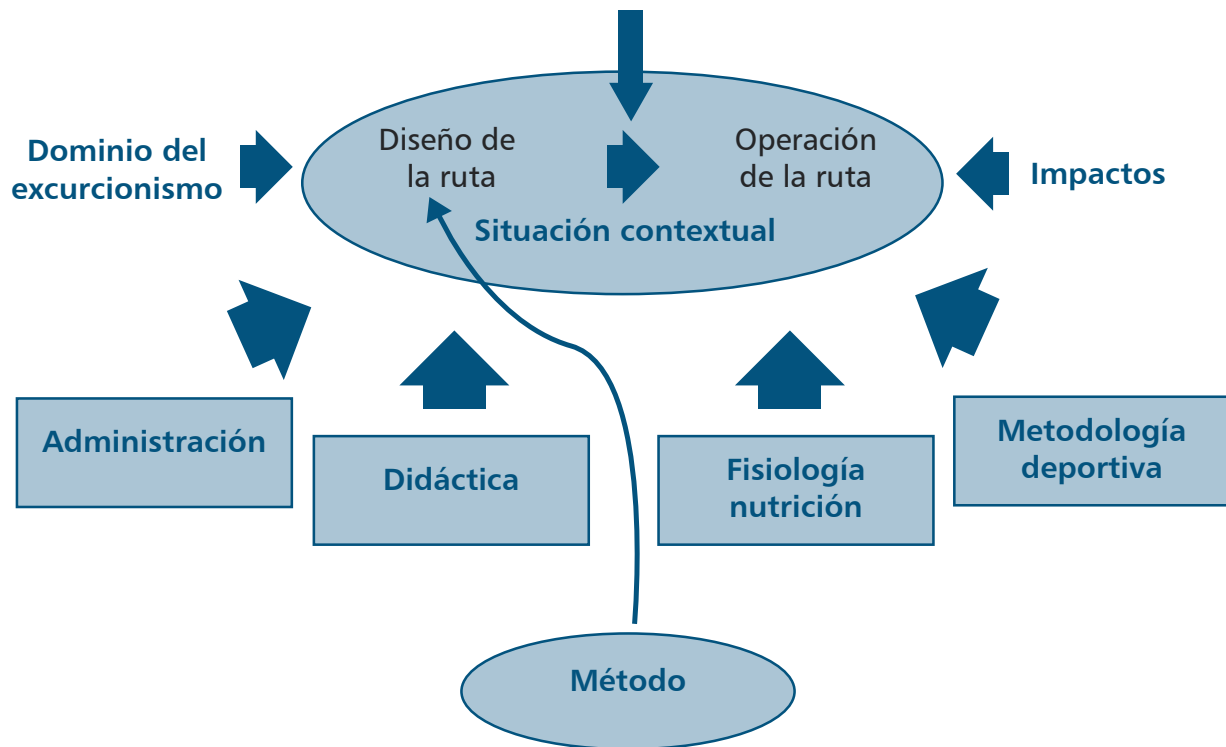 Dominio del
excurcionismo
Diseño de
la ruta
Operación
de la ruta
Situación contextual
Impactos
Administración
Didáctica
Fisiología
nutrición
Metodología
deportiva
Método